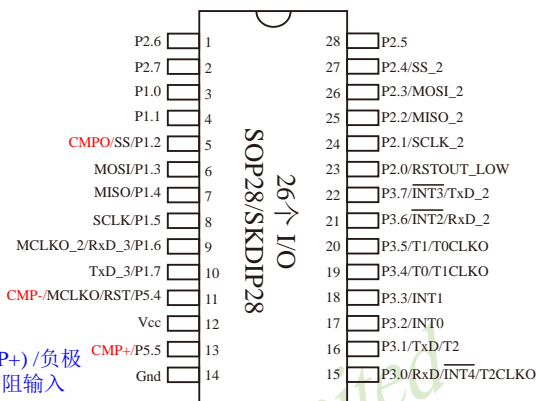 P2.6 1 28 P2.5
P2.7 2 27 P2.4/SS_2
P1.0 3 26 P2.3/MOSI_2
P1.1 4 25 P2.2/MISO_2
CMPO/SS/P1.2 5 24 P2.1/SCLK_2
MOSI/P1.3 6 23 P2.0/RSTOUT_LOW
MISO/P1.4 7 22 P3.7/INT3/TxD_2
SCLK/P1.5 8 21 P3.6/INT2/RxD_2
MCLKO_2/RxD_3/P1.6 9 20 P3.5/T1/T0CLKO
TxD_3/P1.7 10 19 P3.4/T0/T1CLKO
CMP-/MCLKO/RST/P5.4 11 18 P3.3/INT1
Vcc 12 17 P3.2/INT0
CMP+/P5.5 13 16 P3.1/TxD/T2
Gnd 14 15 P3.0/RxD/INT4/T2CLKO
26个 I/O
SOP28/SKDIP28
P+) /负极
阻输入